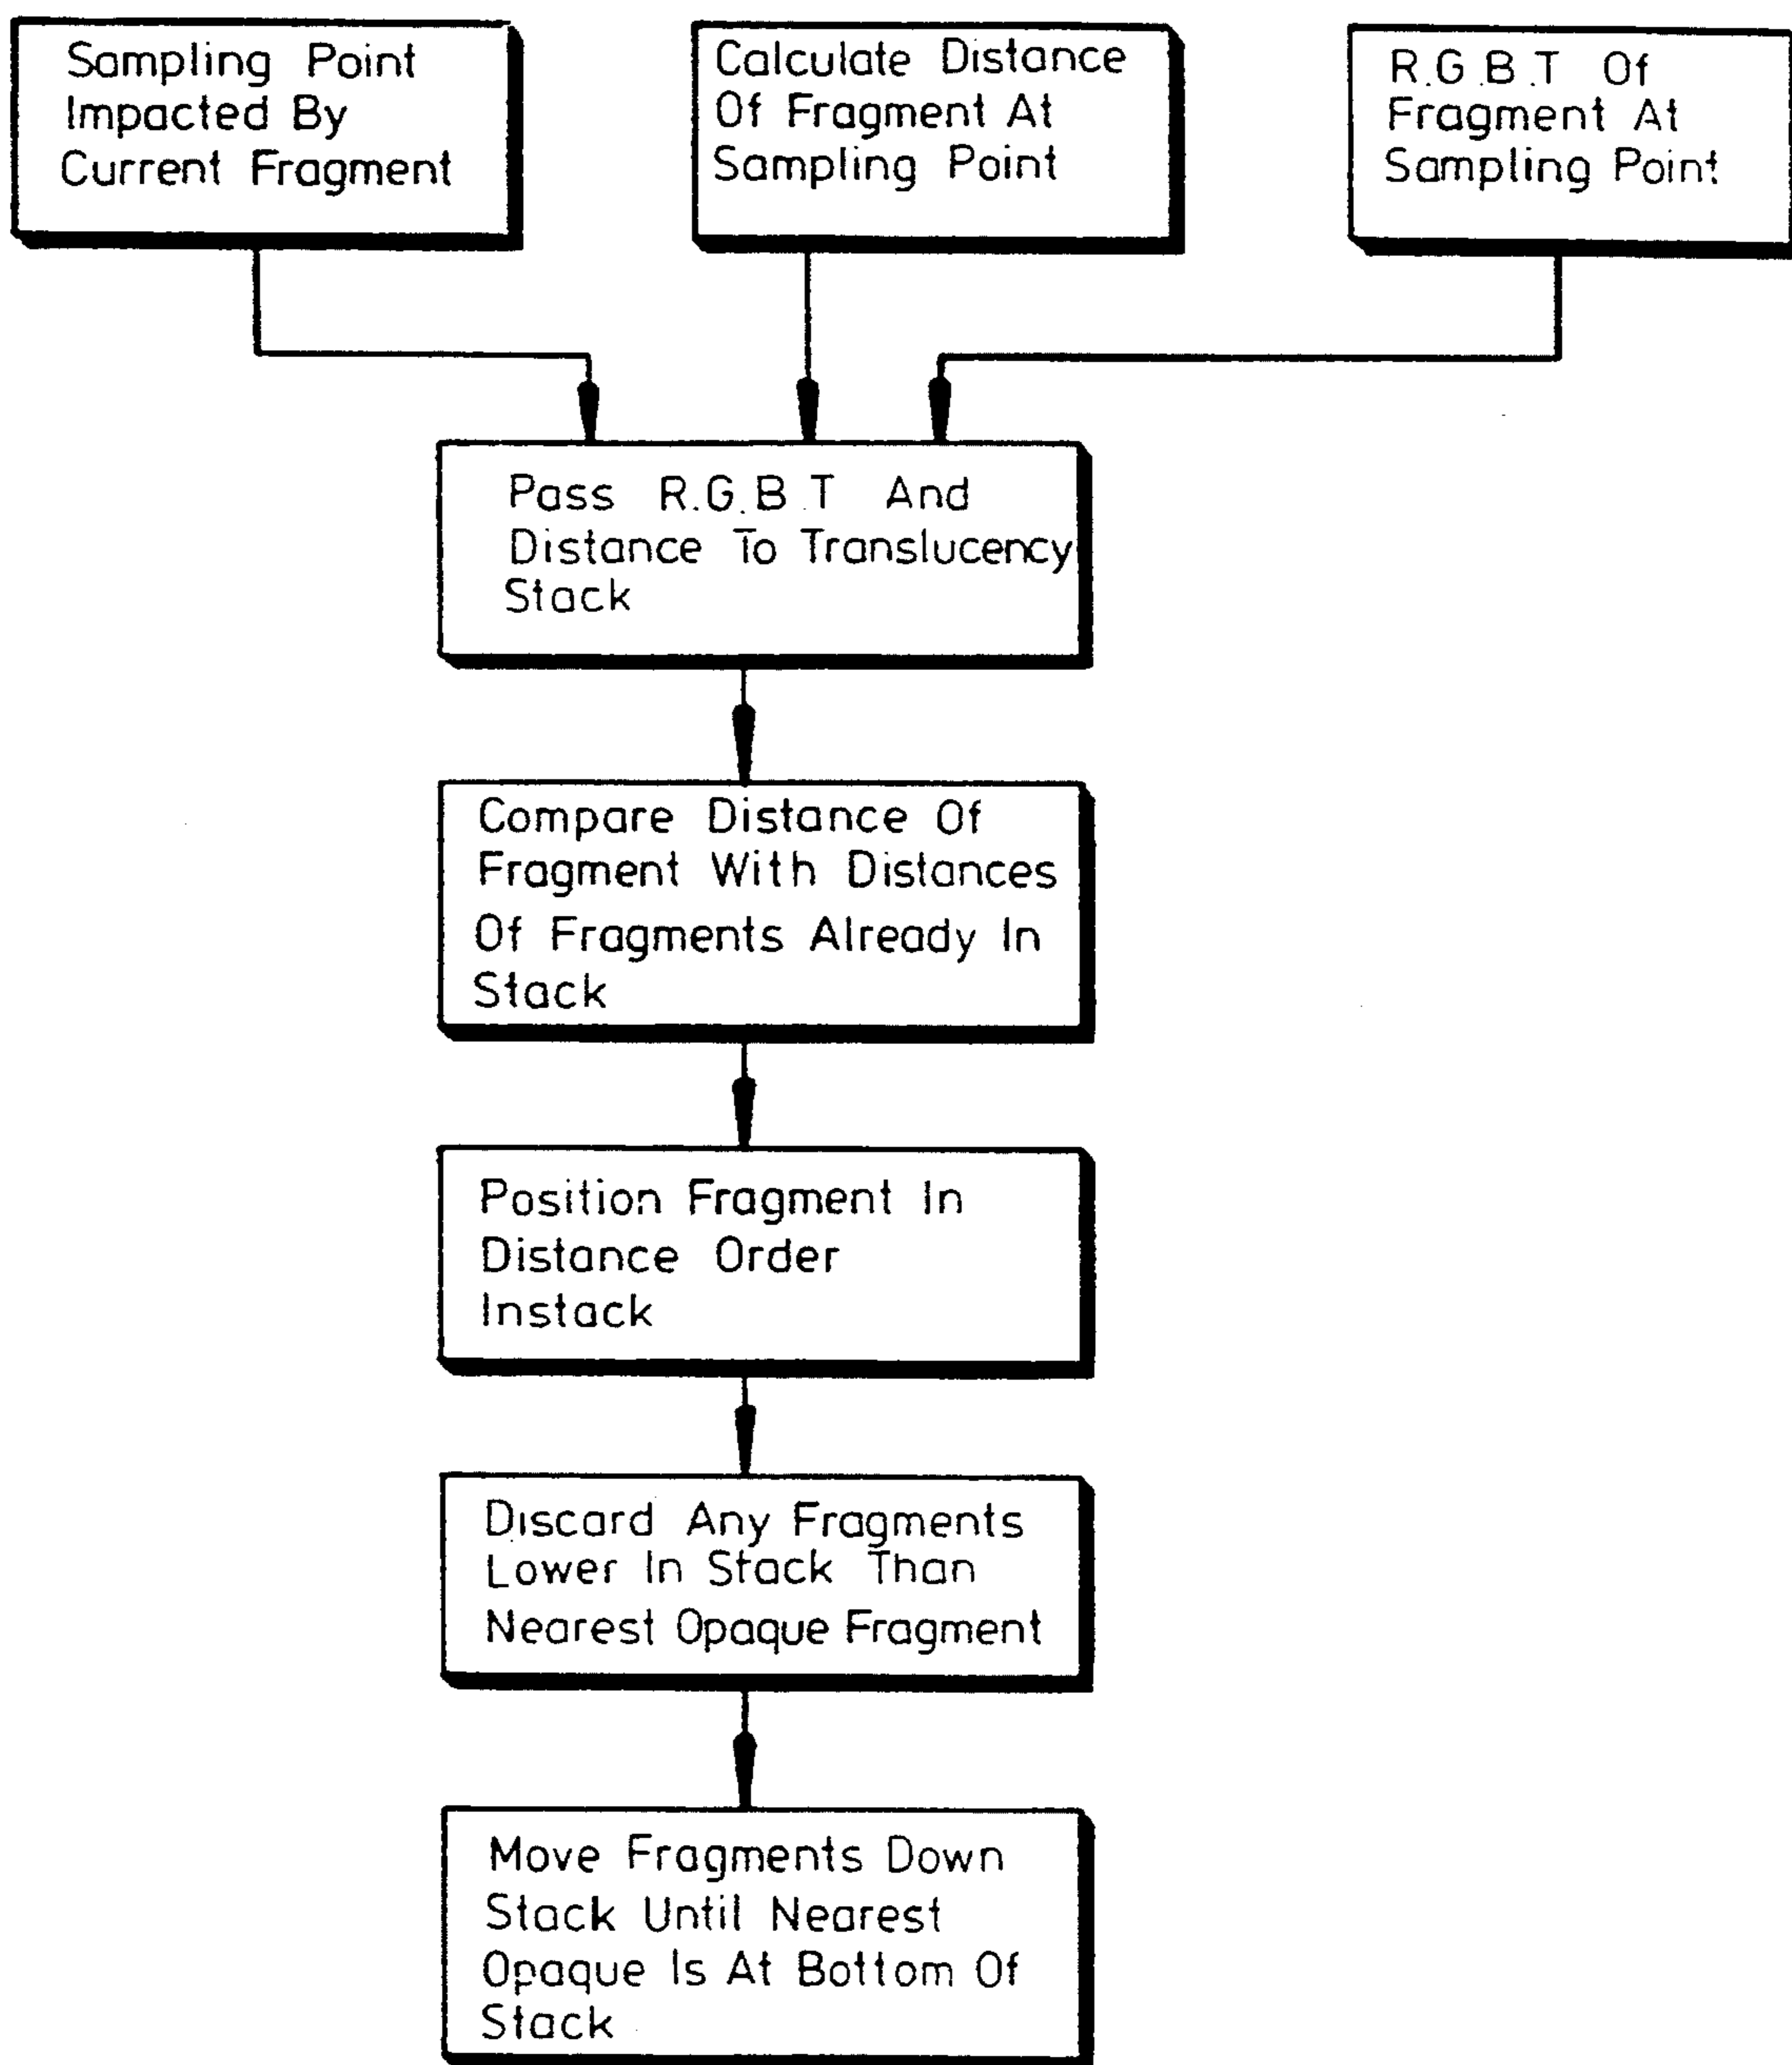 Sampling Point
Impacted By
Current Fragment
Calculate Distance
Of Fragment At
Sampling Point
R.G.B.T Of
Fragment At
Sampling Point
Pass R.G.B.T And
Distance To Translucency
Stack
Compare Distance Of
Fragment With Distances
Of Fragments Already In
Stack
Position Fragment In
Distance Order
Instack
Discard Any Fragments
Lower In Stack Than
Nearest Opaque Fragment
Move Fragments Down
Stack Until Nearest
Opaque Is At Bottom Of
Stack